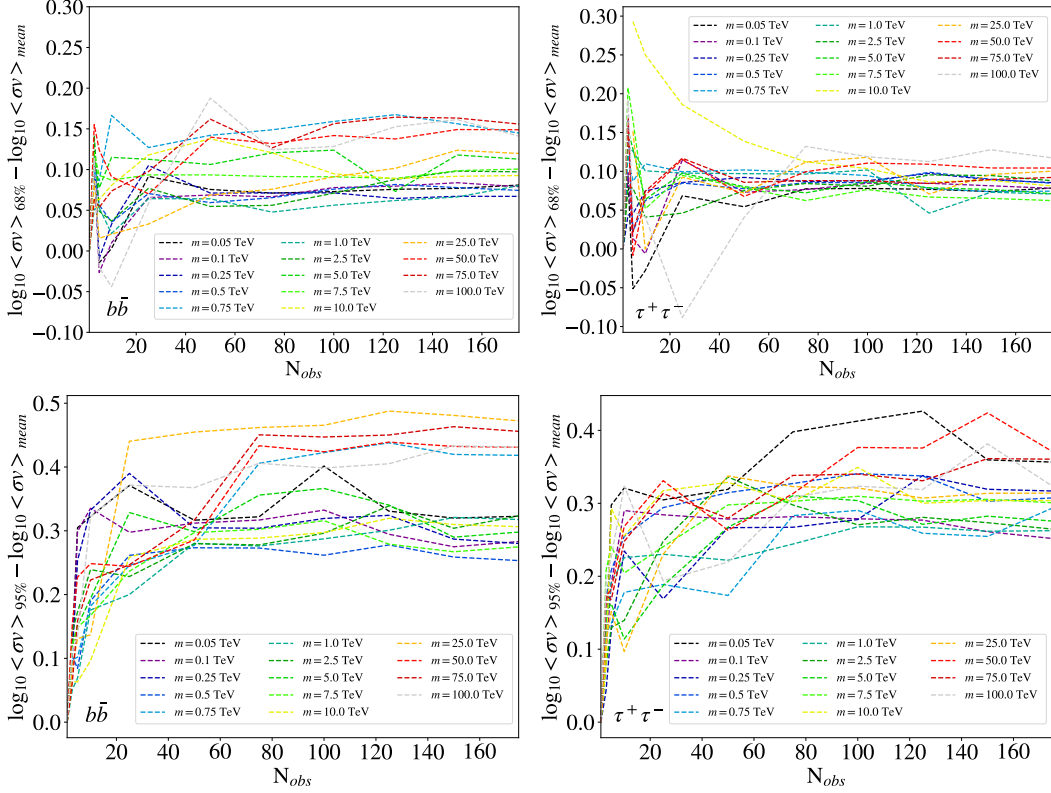 log₁₀ < σv > 68% − log₁₀ < σv > mean
0.30
0.25
0.20
0.15
0.10
0.05
0.00
−0.05
−0.10
m = 0.05 TeV
m = 0.1 TeV
m = 0.25 TeV
m = 0.5 TeV
m = 0.75 TeV
m = 1.0 TeV
m = 2.5 TeV
m = 5.0 TeV
m = 7.5 TeV
m = 10.0 TeV
m = 25.0 TeV
m = 50.0 TeV
m = 75.0 TeV
m = 100.0 TeV
bb̄
20 40 60 80 100 120 140 160
N_obs
log₁₀ < σv > 68% − log₁₀ < σv > mean
0.30
0.25
0.20
0.15
0.10
0.05
0.00
−0.05
−0.10
m = 0.05 TeV
m = 0.1 TeV
m = 0.25 TeV
m = 0.5 TeV
m = 0.75 TeV
m = 1.0 TeV
m = 2.5 TeV
m = 5.0 TeV
m = 7.5 TeV
m = 10.0 TeV
m = 25.0 TeV
m = 50.0 TeV
m = 75.0 TeV
m = 100.0 TeV
τ⁺τ⁻
20 40 60 80 100 120 140 160
N_obs
log₁₀ < σv > 95% − log₁₀ < σv > mean
0.5
0.4
0.3
0.2
0.1
0.0
m = 0.05 TeV
m = 0.1 TeV
m = 0.25 TeV
m = 0.5 TeV
m = 0.75 TeV
m = 1.0 TeV
m = 2.5 TeV
m = 5.0 TeV
m = 7.5 TeV
m = 10.0 TeV
m = 25.0 TeV
m = 50.0 TeV
m = 75.0 TeV
m = 100.0 TeV
bb̄
20 40 60 80 100 120 140 160
N_obs
log₁₀ < σv > 95% − log₁₀ < σv > mean
0.4
0.3
0.2
0.1
0.0
m = 0.05 TeV
m = 0.1 TeV
m = 0.25 TeV
m = 0.5 TeV
m = 0.75 TeV
m = 1.0 TeV
m = 2.5 TeV
m = 5.0 TeV
m = 7.5 TeV
m = 10.0 TeV
m = 25.0 TeV
m = 50.0 TeV
m = 75.0 TeV
m = 100.0 TeV
τ⁺τ⁻
20 40 60 80 100 120 140 160
N_obs